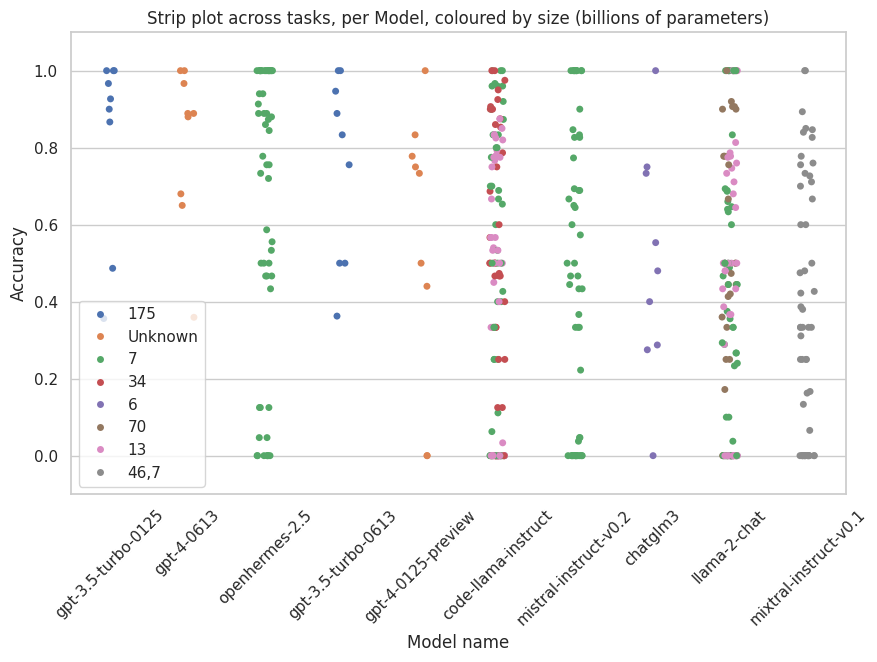 Strip plot across tasks, per Model, coloured by size (billions of parameters)
Accuracy
1.0
0.8
0.6
0.4
0.2
0.0
175
Unknown
7
34
6
70
13
46,7
gpt-3.5-turbo-0125
gpt-4-0613
openhermes-2.5
gpt-3.5-turbo-0613
gpt-4-0125-preview
code-llama-instruct
mistral-instruct-v0.2
chatglm3
llama-2-chat
mixtral-instruct-v0.1
Model name